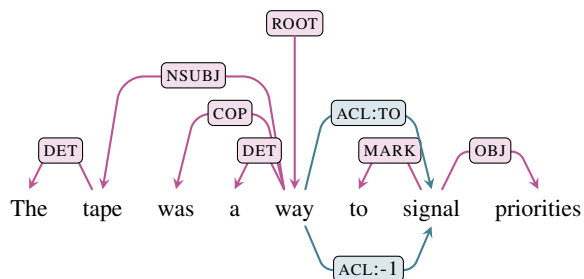 ROOT
NSUBJ
COP ACL:TO
DET DET MARK OBJ
The tape was a way to signal priorities
ACL:-1